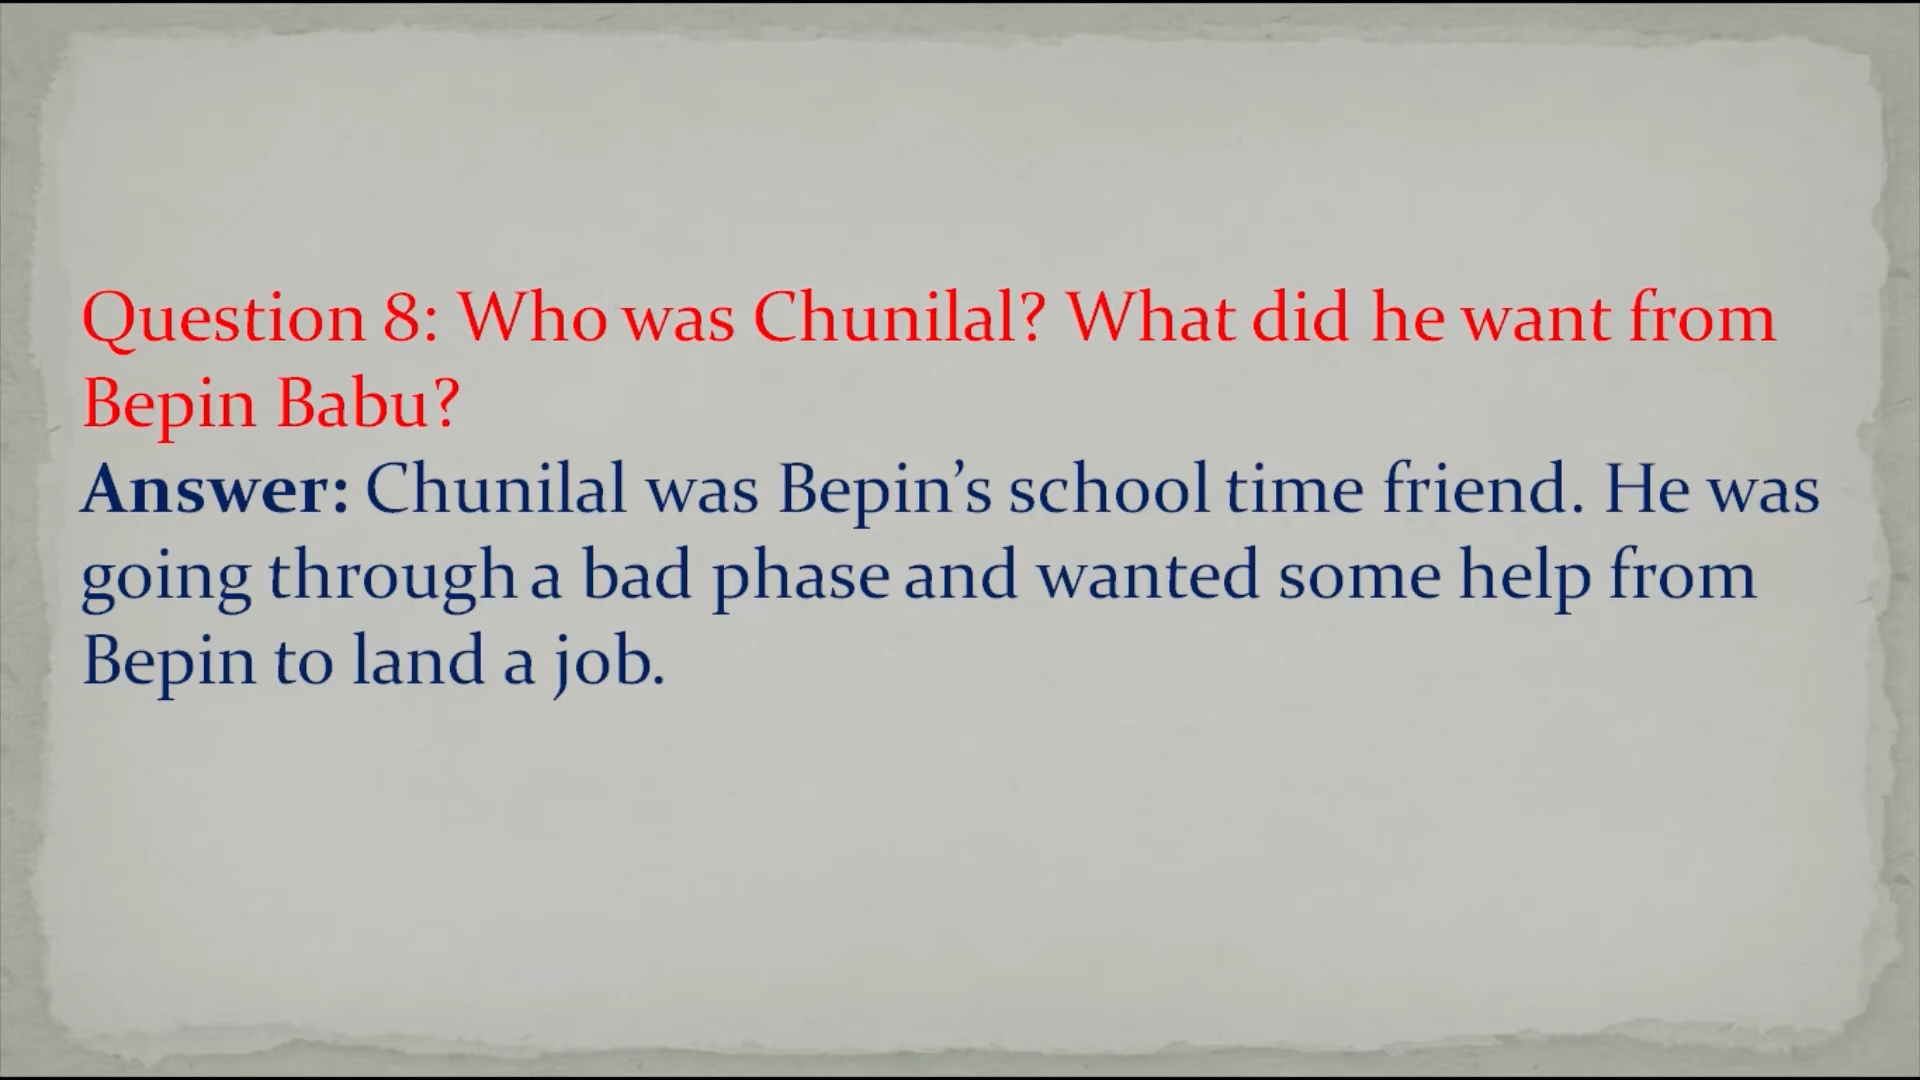 Question 8: Who was Chunilal? What did he want from
Bepin Babu?
Answer: Chunilal was Bepin’s school time friend. He was
going through a bad phase and wanted some help from
Bepin to land a job.